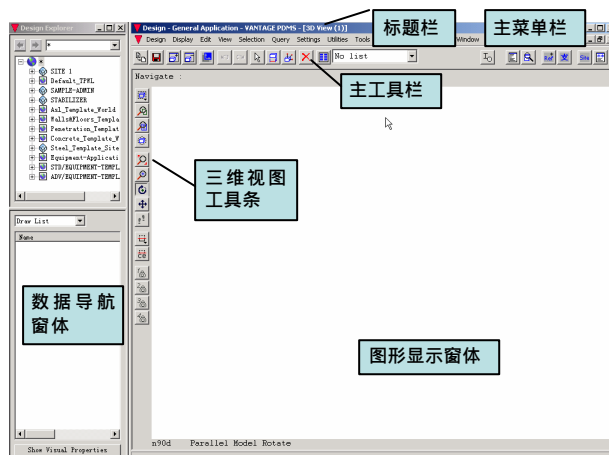 Design Explorer
Design - General Application - VANTAGE PDMS - [3D View (1)]
标题栏
主菜单栏
Design Display Edit View Selection Query Settings Utilities Tools
Window
No list
Navigate :
主工具栏
SITE 1
Default_TPWL
SAMPLE-ADMIN
STABILIZER
Axl_Template_World
Walls&Floors_Templa
Penetration_Templat
Concrete_Template_W
Steel_Template_Site
Equipment-Applicati
STD/EQUIPMENT-TEMPL
ADV/EQUIPMENT-TEMPL
三维视图
工具条
Draw List
Name
数据导航
窗体
图形显示窗体
n90d Parallel Model Rotate
Show Visual Properties